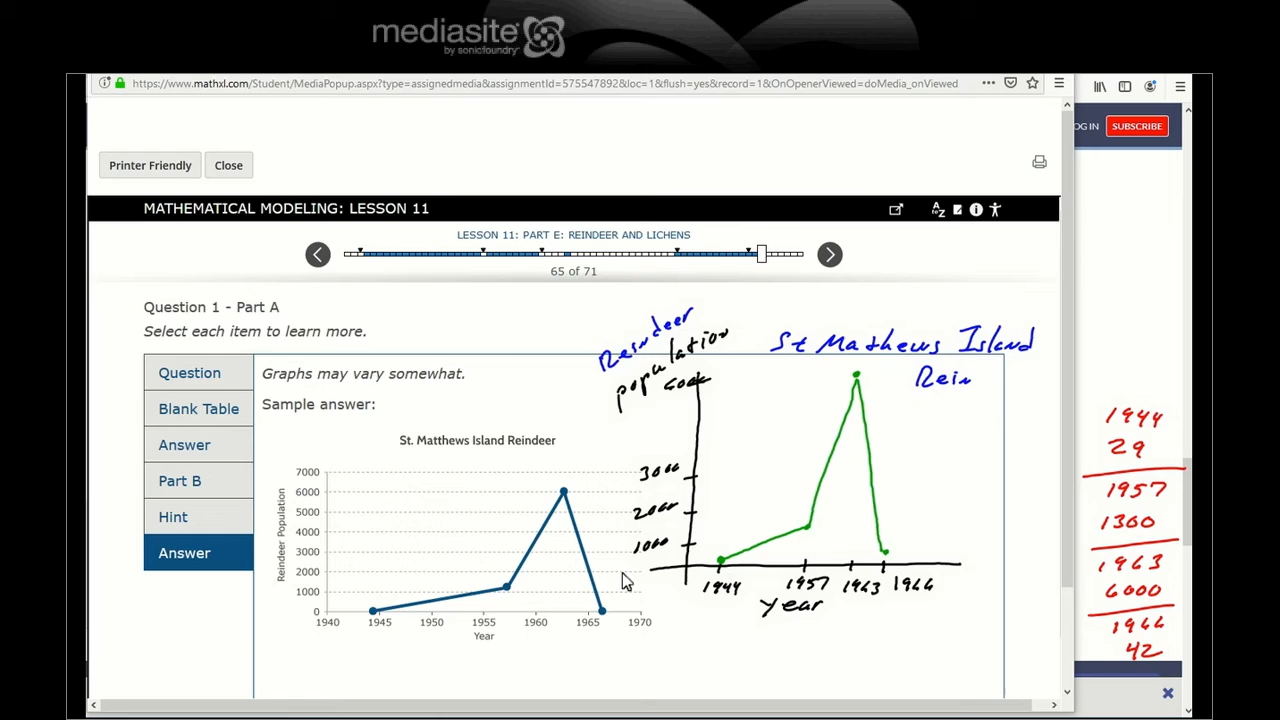 mediasite
by sonicfoundry
https://www.mathxl.com/Student/MediaPopup.aspx?type=assignedmedia&assignmentId=575547892&loc=1&flush=yes&record=1&OnOpenerViewed=doMedia_onViewed
OG IN
SUBSCRIBE
Printer Friendly
Close
MATHEMATICAL MODELING: LESSON 11
A to Z
LESSON 11: PART E: REINDEER AND LICHENS
65 of 71
Question 1 - Part A
Select each item to learn more.
Question
Blank Table
Answer
Part B
Hint
Answer
Graphs may vary somewhat.
Sample answer:
St. Matthews Island Reindeer
Reindeer Population
7000
6000
5000
4000
3000
2000
1000
0
1940
1945
1950
1955
1960
1965
1970
Year
Reindeer
population
St Mathews Island
Rein
6000
3000
2000
1000
1944
1957
1963
1966
year
1944
29
1957
1300
1963
6000
1966
42